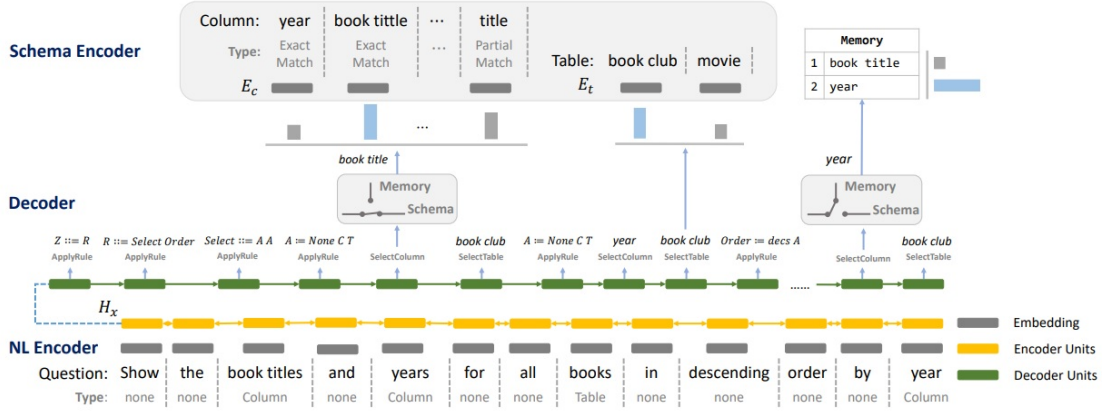 Schema Encoder
Column: year book tittle ... title
Type: Exact Match Exact Match ... Partial Match
E_c
Table: book club movie
E_t
Memory
1 book title
2 year
...
book title
year
Memory
Schema
Memory
Schema
Decoder
Z ::= R R ::= Select Order Select ::= A A A ::= None C T book club A ::= None C T year book club Order ≔ decs A book club
ApplyRule ApplyRule ApplyRule ApplyRule SelectColumn SelectTable ApplyRule SelectColumn SelectTable ApplyRule SelectColumn SelectTable
......
H_x
NL Encoder
Question: Show the book titles and years for all books in descending order by year
Type: none none Column none Column none none Table none none none none Column
Embedding
Encoder Units
Decoder Units